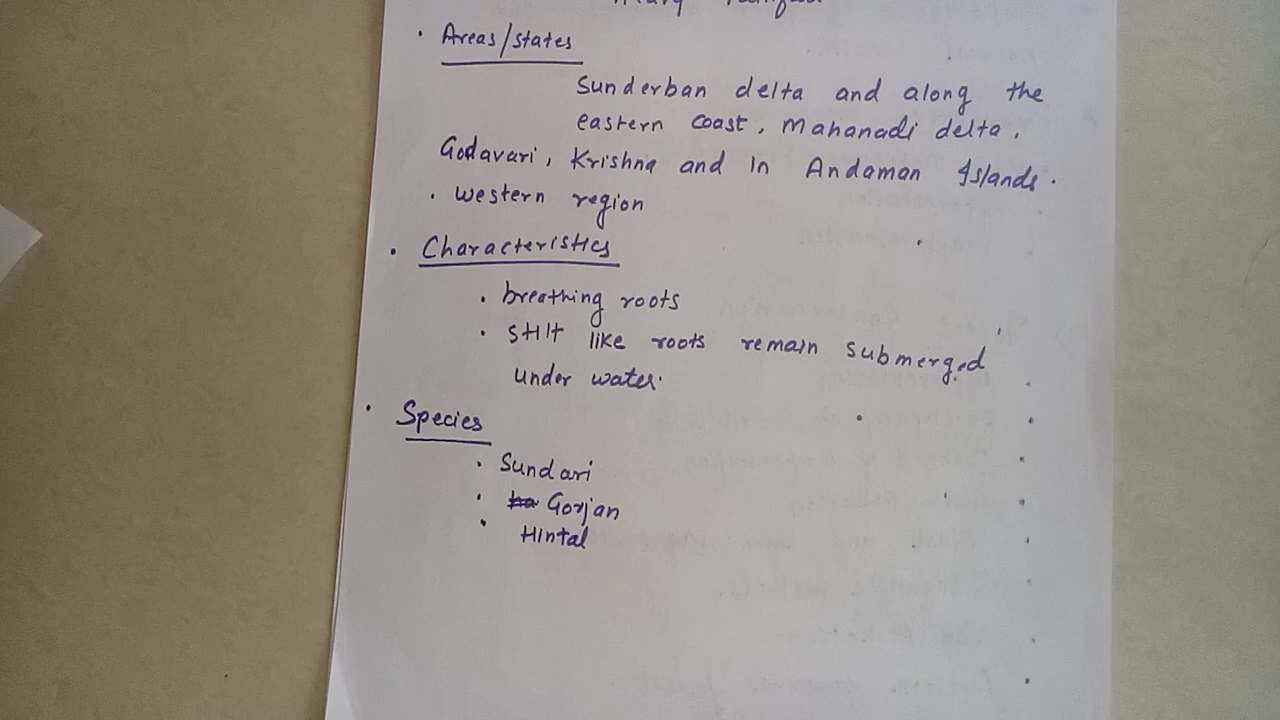 • Areas/states
Sunderban delta and along the
eastern coast, Mahanadi delta,
Godavari, Krishna and in Andaman Islands.
• western region
• Characteristics
• breathing roots
• stilt like roots remain submerged
under water.
• Species
• Sundari
• Gorjan
• Hintal